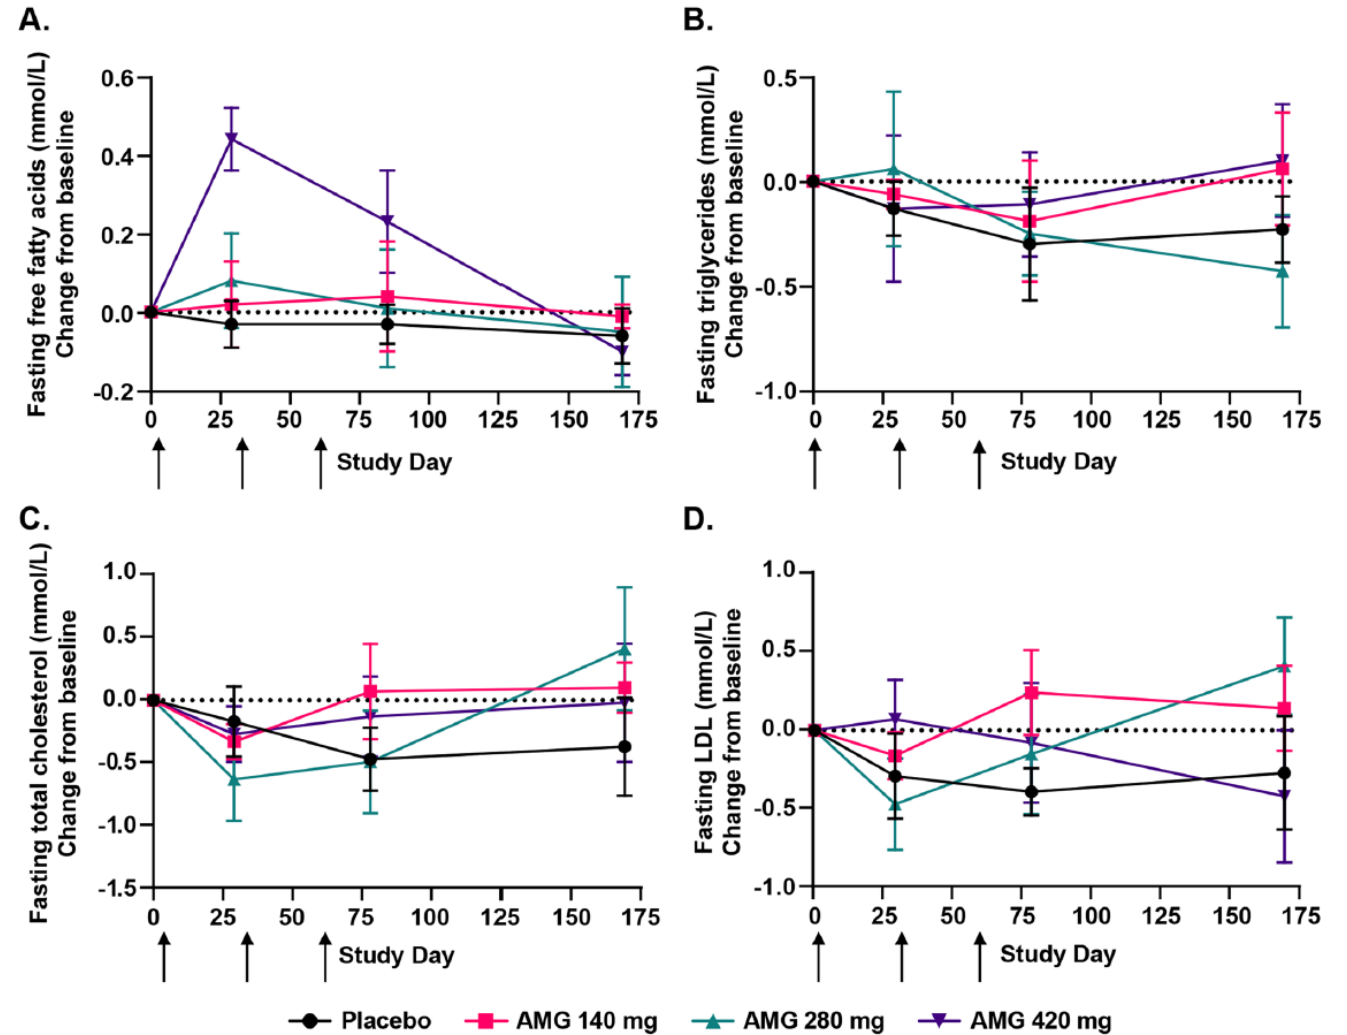 A.
Fasting free fatty acids (mmol/L)
Change from baseline
0.6
0.4
0.2
0.0
-0.2
0 25 50 75 100 125 150 175
Study Day
B.
Fasting triglycerides (mmol/L)
Change from baseline
0.5
0.0
-0.5
-1.0
0 25 50 75 100 125 150 175
Study Day
C.
Fasting total cholesterol (mmol/L)
Change from baseline
1.0
0.5
0.0
-0.5
-1.0
-1.5
0 25 50 75 100 125 150 175
Study Day
D.
Fasting LDL (mmol/L)
Change from baseline
1.0
0.5
0.0
-0.5
-1.0
0 25 50 75 100 125 150 175
Study Day
Placebo AMG 140 mg AMG 280 mg AMG 420 mg